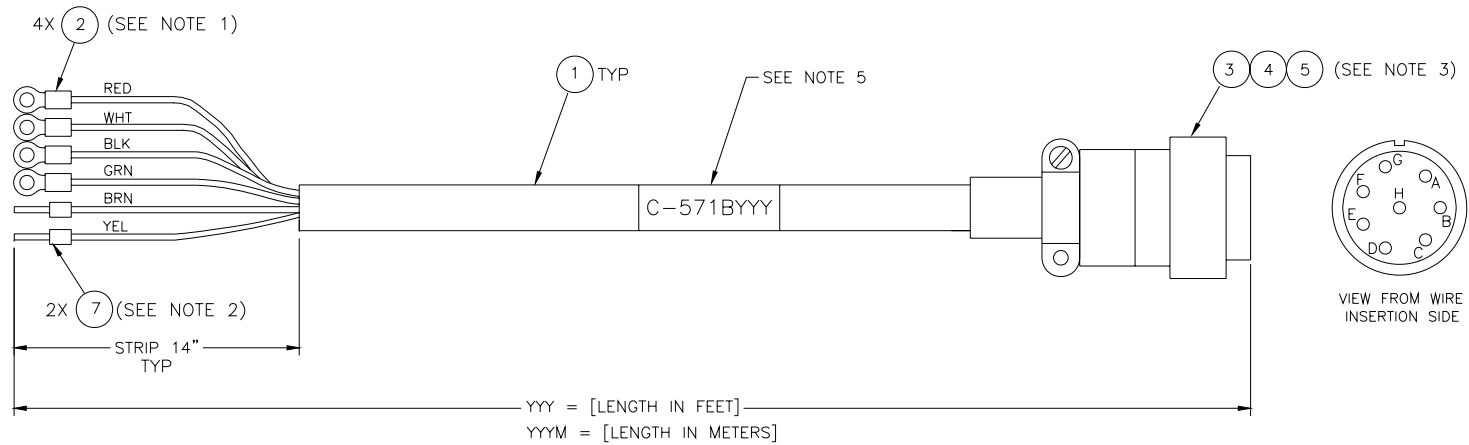 4X 2 (SEE NOTE 1)
RED
WHT
BLK
GRN
BRN
YEL
2X 7 (SEE NOTE 2)
STRIP 14"
TYP
1 TYP
SEE NOTE 5
C-571BYYY
3 4 5 (SEE NOTE 3)
G
A
F
H
B
E
D
C
VIEW FROM WIRE
INSERTION SIDE
YYY = [LENGTH IN FEET]
YYYM = [LENGTH IN METERS]